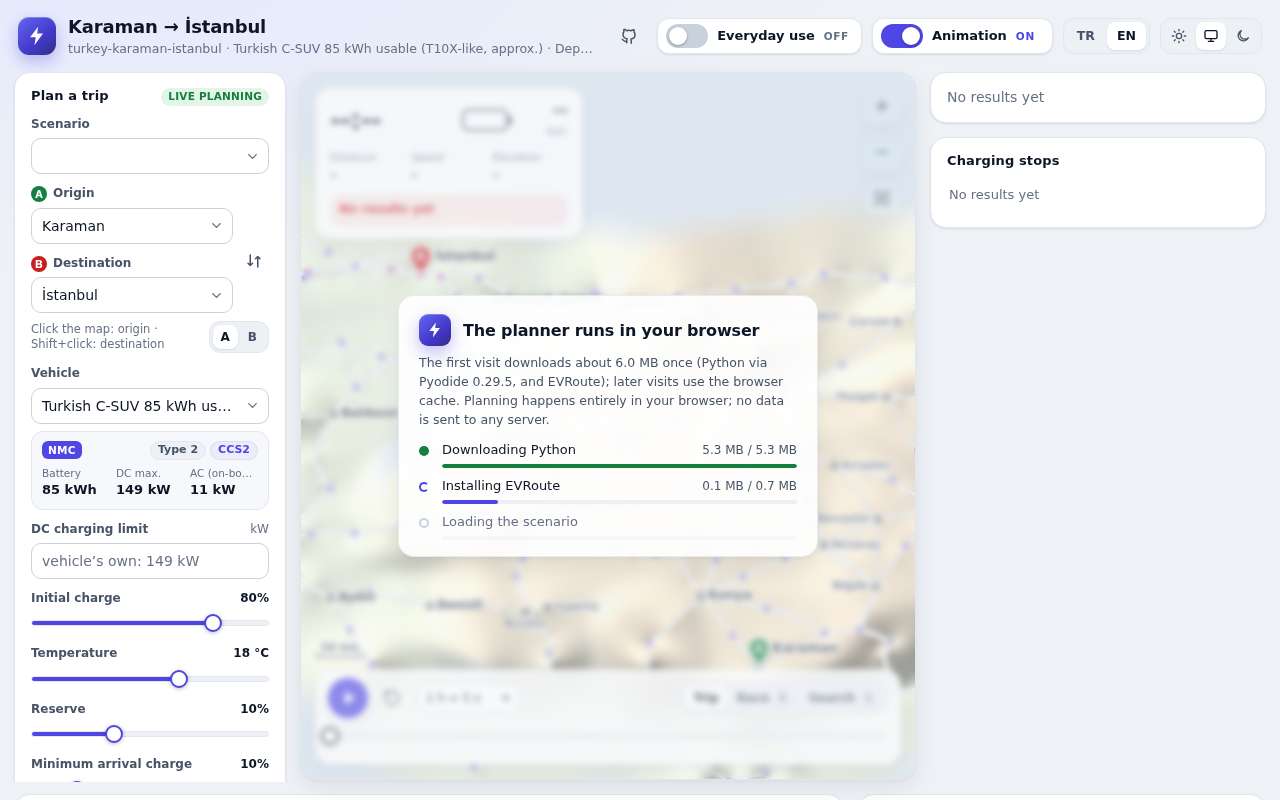 Karaman → İstanbul
turkey-karaman-istanbul · Turkish C-SUV 85 kWh usable (T10X-like, approx.) · Dep…
Everyday use OFF
Animation ON
TR EN
Plan a trip
LIVE PLANNING
Scenario
A Origin
Karaman
B Destination
İstanbul
Click the map: origin ·
Shift+click: destination
A B
Vehicle
Turkish C-SUV 85 kWh us…
NMC Type 2 CCS2
Battery DC max. AC (on-bo…
85 kWh 149 kW 11 kW
DC charging limit kW
vehicle’s own: 149 kW
Initial charge 80%
Temperature 18 °C
Reserve 10%
Minimum arrival charge 10%
No results yet
İstanbul
The planner runs in your browser
The first visit downloads about 6.0 MB once (Python via
Pyodide 0.29.5, and EVRoute); later visits use the browser
cache. Planning happens entirely in your browser; no data
is sent to any server.
Downloading Python 5.3 MB / 5.3 MB
Installing EVRoute 0.1 MB / 0.7 MB
Loading the scenario
Karaman
Trip
No results yet
Charging stops
No results yet